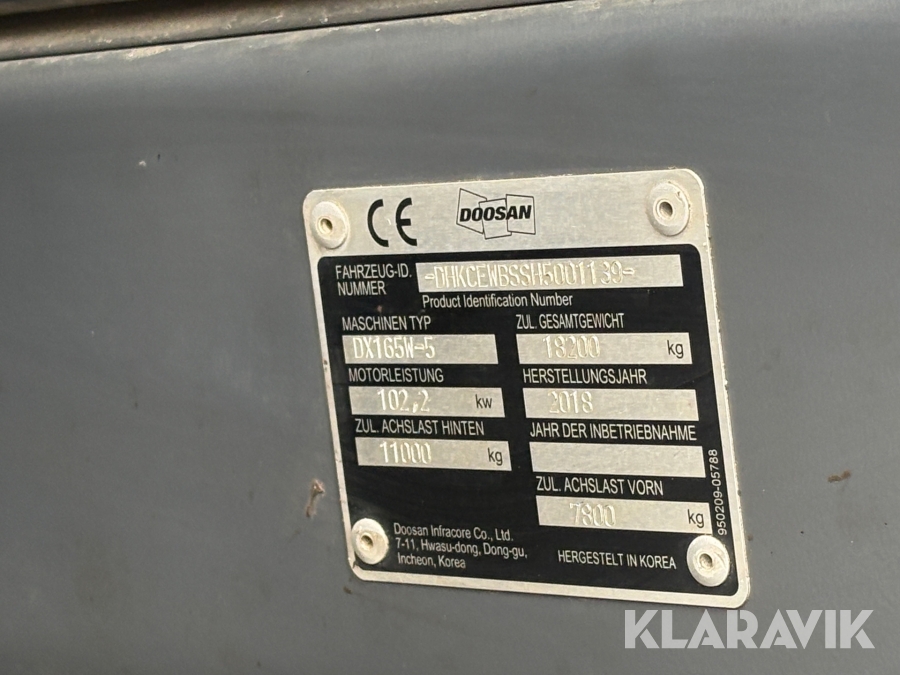 CE
DOOSAN
FAHRZEUG-ID. NUMMER
-DHKCEWBSSH5001139-
Product Identification Number
MASCHINEN TYP
DX165W-5
ZUL. GESAMTGEWICHT
18200 kg
MOTORLEISTUNG
102,2 kw
HERSTELLUNGSJAHR
2018
ZUL. ACHSLAST HINTEN
11000 kg
JAHR DER INBETRIEBNAHME
ZUL. ACHSLAST VORN
7800 kg
Doosan Infracore Co., Ltd.
7-11, Hwasu-dong, Dong-gu,
Incheon, Korea
HERGESTELT IN KOREA
950209-05788
KLARAVIK